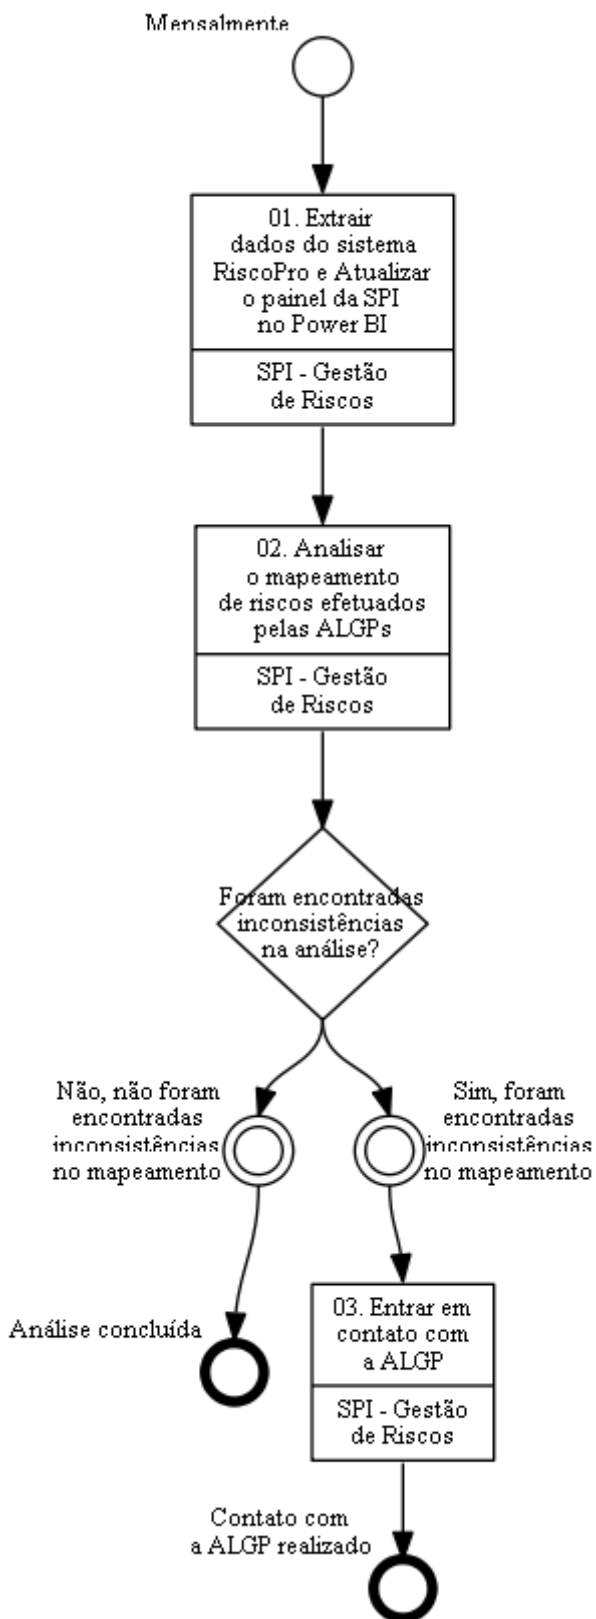 Mensalmente
01. Extrair
dados do sistema
RiscoPro e Atualizar
o painel da SPI
no Power BI
SPI - Gestão
de Riscos
02. Analisar
o mapeamento
de riscos efetuados
pelas ALGPs
SPI - Gestão
de Riscos
Foram encontradas
inconsistências
na análise?
Não, não foram
encontradas
inconsistências
no mapeamento
Sim, foram
encontradas
inconsistências
no mapeamento
Análise concluída
03. Entrar em
contato com
a ALGP
SPI - Gestão
de Riscos
Contato com
a ALGP realizado